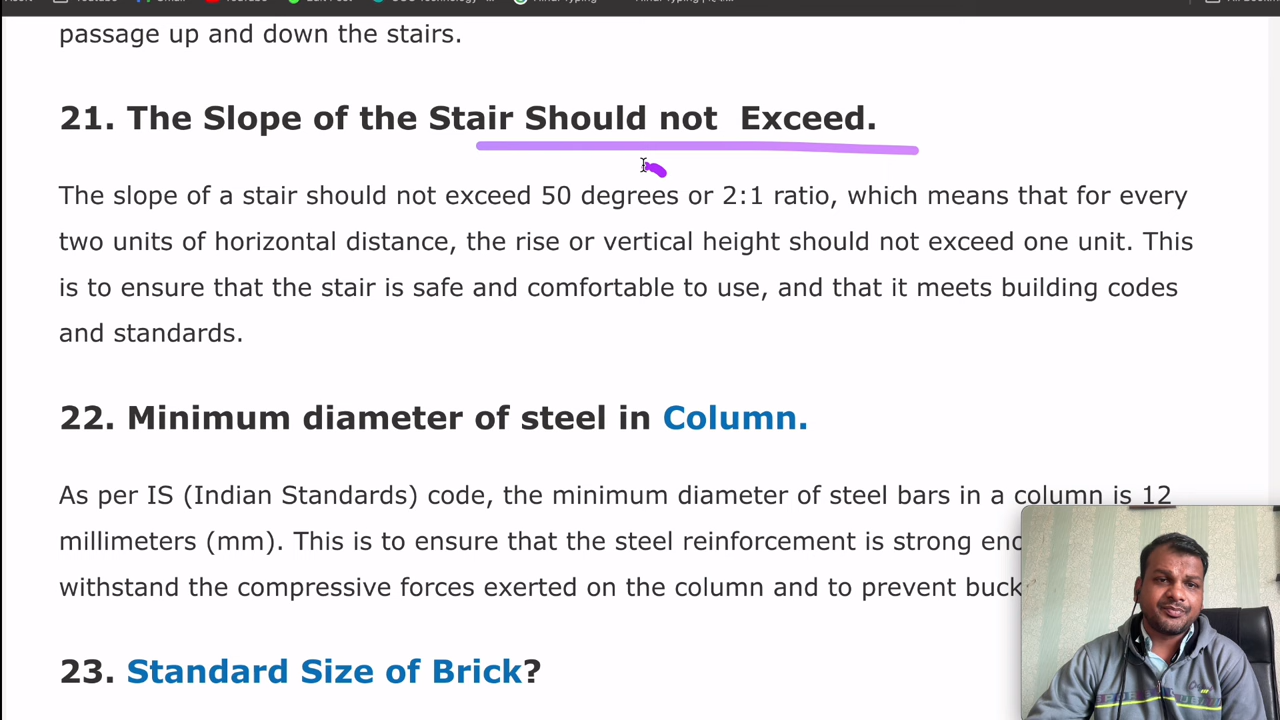 passage up and down the stairs.
21. The Slope of the Stair Should not  Exceed.
The slope of a stair should not exceed 50 degrees or 2:1 ratio, which means that for every
two units of horizontal distance, the rise or vertical height should not exceed one unit. This
is to ensure that the stair is safe and comfortable to use, and that it meets building codes
and standards.
22. Minimum diameter of steel in Column.
As per IS (Indian Standards) code, the minimum diameter of steel bars in a column is 12
millimeters (mm). This is to ensure that the steel reinforcement is strong
withstand the compressive forces exerted on the column and to prevent
23. Standard Size of Brick?